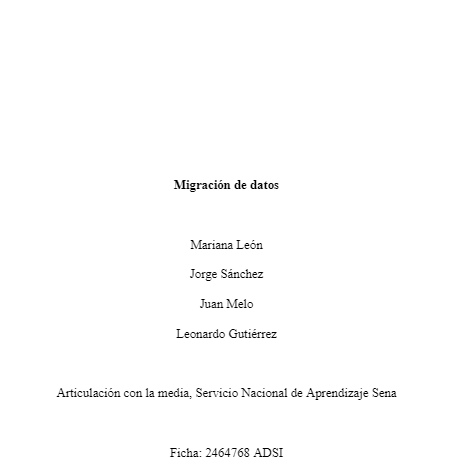 Migración de datos
Mariana León
Jorge Sánchez
Juan Melo
Leonardo Gutiérrez
Articulación con la media, Servicio Nacional de Aprendizaje Sena
Ficha: 2464768 ADSI